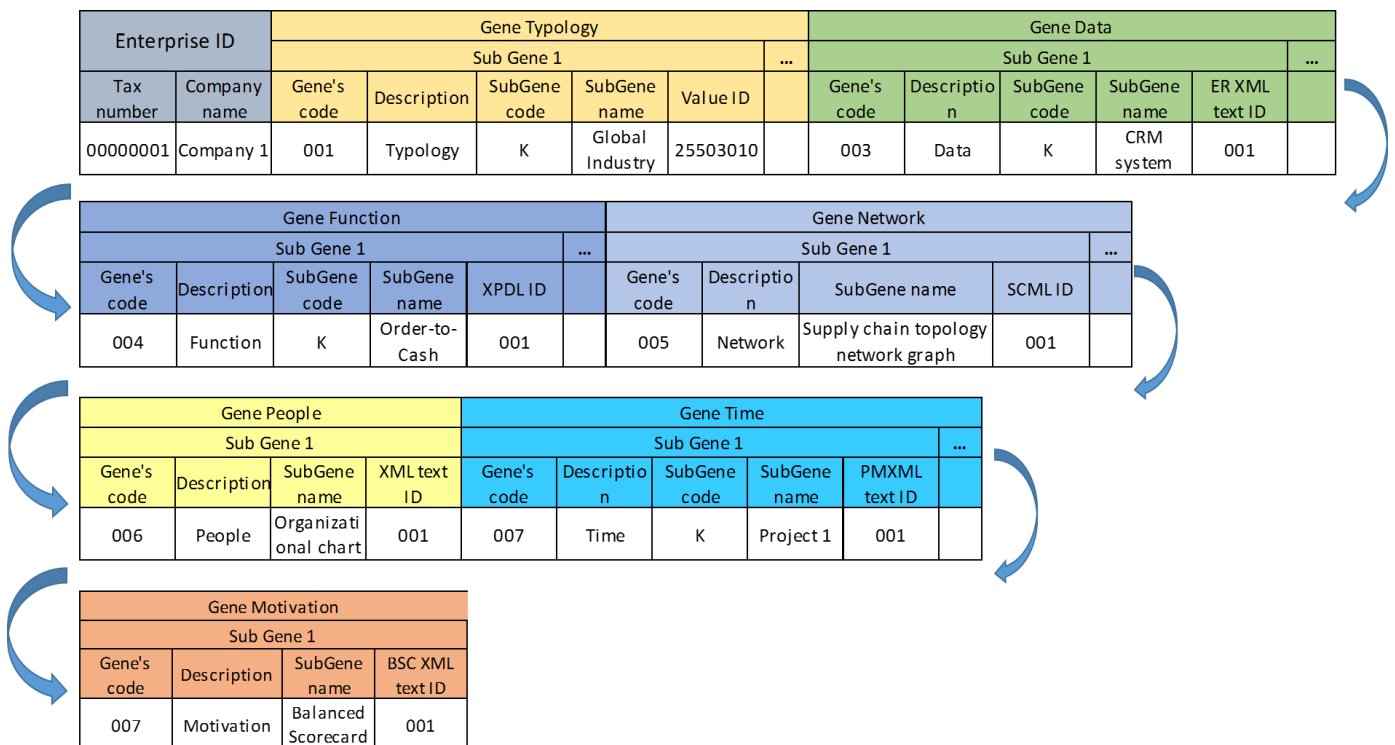 Enterprise ID Gene Typology Gene Data
Sub Gene 1 ... Sub Gene 1 ...
Tax number Company name Gene's code Description SubGene code SubGene name Value ID Gene's code Descriptio n SubGene code SubGene name ER XML text ID
00000001 Company 1 001 Typology K Global Industry 25503010 003 Data K CRM system 001
Gene Function Gene Network
Sub Gene 1 ... Sub Gene 1 ...
Gene's code Description SubGene code SubGene name XPDL ID Gene's code Descriptio n SubGene name SCML ID
004 Function K Order-to- Cash 001 005 Network Supply chain topology network graph 001
Gene People Gene Time
Sub Gene 1 Sub Gene 1 ...
Gene's code Description SubGene name XML text ID Gene's code Descriptio n SubGene code SubGene name PMXML text ID
006 People Organizati onal chart 001 007 Time K Project 1 001
Gene Motivation
Sub Gene 1
Gene's code Description SubGene name BSC XML text ID
007 Motivation Balanced Scorecard 001